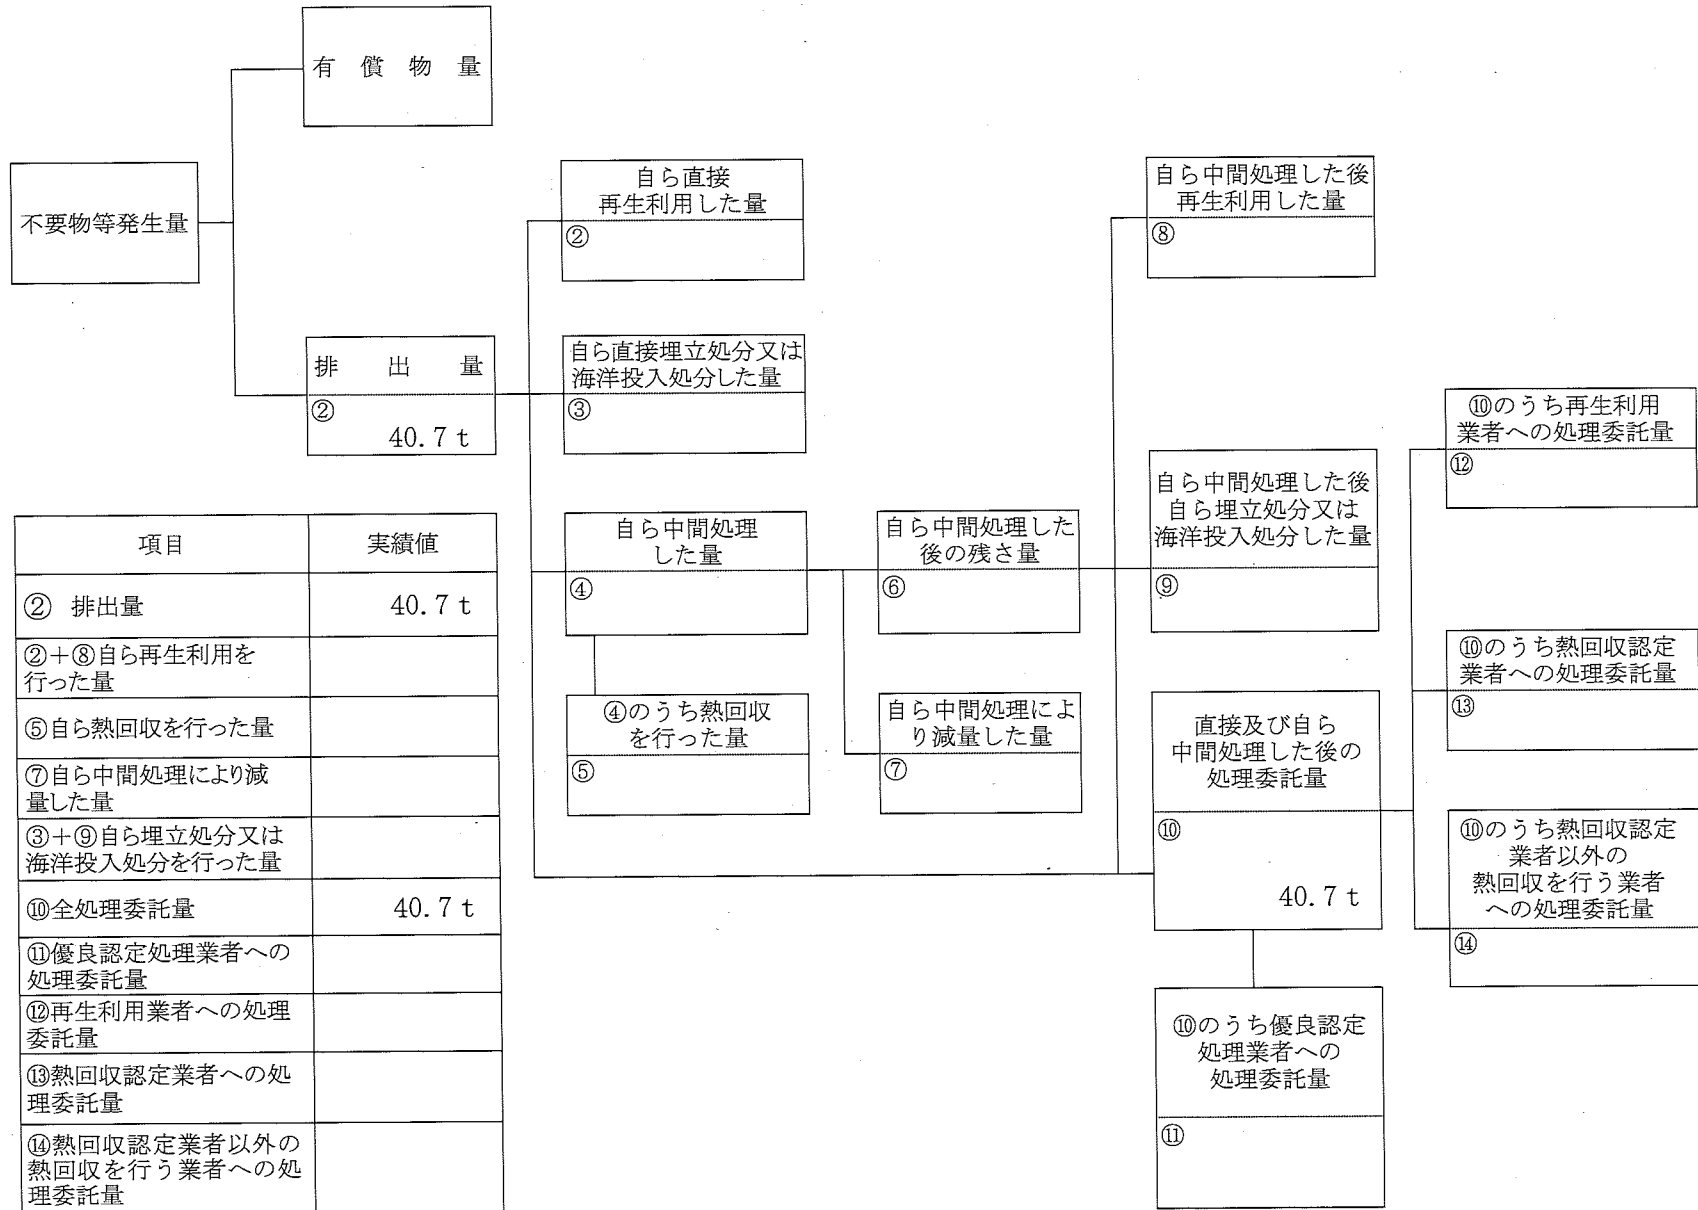 有償物量
不要物等発生量
排出量
②
40.7 t
自ら直接
再生利用した量
②
自ら直接埋立処分又は
海洋投入処分した量
③
自ら中間処理
した量
④
④のうち熱回収
を行った量
⑤
自ら中間処理した
後の残さ量
⑥
自ら中間処理によ
り減量した量
⑦
自ら中間処理した後
再生利用した量
⑧
自ら中間処理した後
自ら埋立処分又は
海洋投入処分した量
⑨
直接及び自ら
中間処理した後の
処理委託量
⑩
40.7 t
⑩のうち優良認定
処理業者への
処理委託量
⑪
⑩のうち再生利用
業者への処理委託量
⑫
⑩のうち熱回収認定
業者への処理委託量
⑬
⑩のうち熱回収認定
業者以外の
熱回収を行う業者
への処理委託量
⑭
項目 実績値
② 排出量 40.7 t
②+⑧自ら再生利用を
行った量
⑤自ら熱回収を行った量
⑦自ら中間処理により減
量した量
③+⑨自ら埋立処分又は
海洋投入処分を行った量
⑩全処理委託量 40.7 t
⑪優良認定処理業者への
処理委託量
⑫再生利用業者への処理
委託量
⑬熱回収認定業者への処
理委託量
⑭熱回収認定業者以外の
熱回収を行う業者への処
理委託量